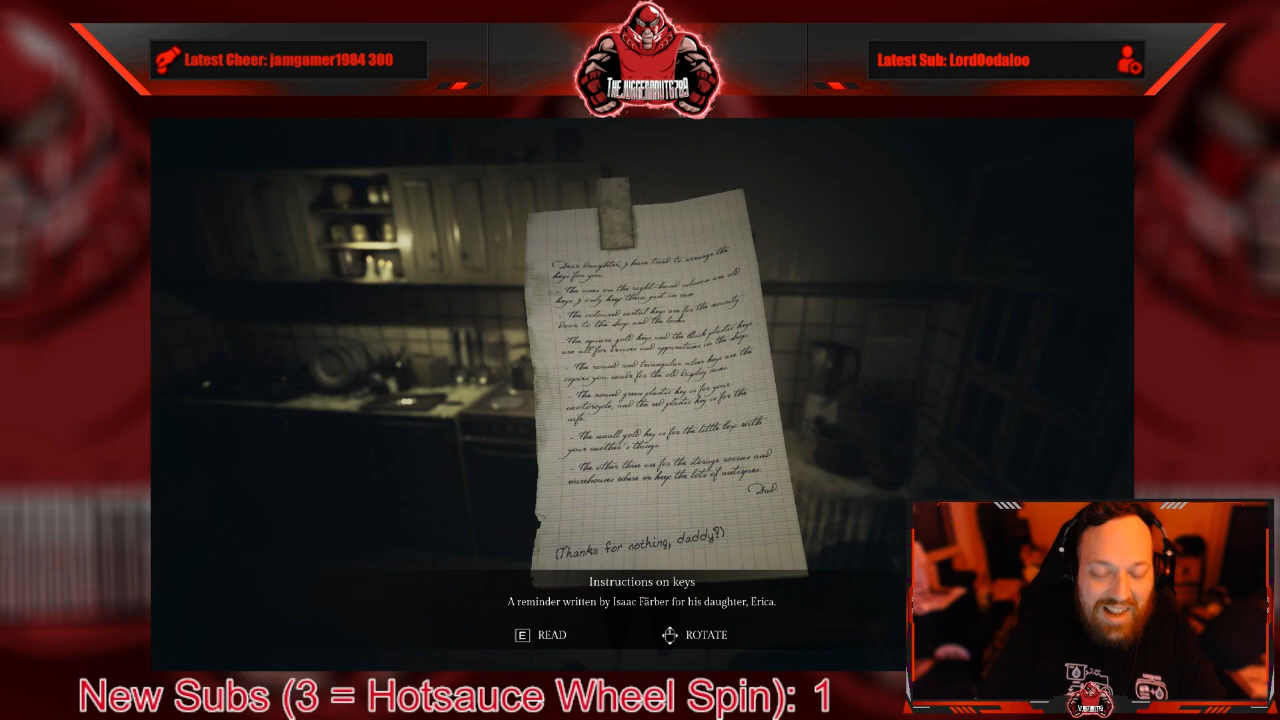 Latest Cheer: jamgamer1984 300
Latest Sub: LordOodaloo
THEJUGGERNAUT6789
Dear daughter, I have tried to arrange the
keys for you.
- The ones on the right-hand column are old
keys I only keep there just in case
- The coloured metal keys are for the security
door to the shop and the locks.
- The square gold keys and the black plastic keys
are all for devices and apparatus in the shop
- The round and triangular silver keys are the
copies you made for the old display case
- The round green plastic key is for your
motorcycle, and the red plastic key is for the
safe.
- The small gold key is for the little box with
your mother's things
- The other three are for the storage rooms and
warehouses where we keep the lots of antiques.
Dad
(Thanks for nothing, daddy!)
Instructions on keys
A reminder written by Isaac Färber for his daughter, Erica.
E READ
ROTATE
New Subs (3 = Hotsauce Wheel Spin): 1